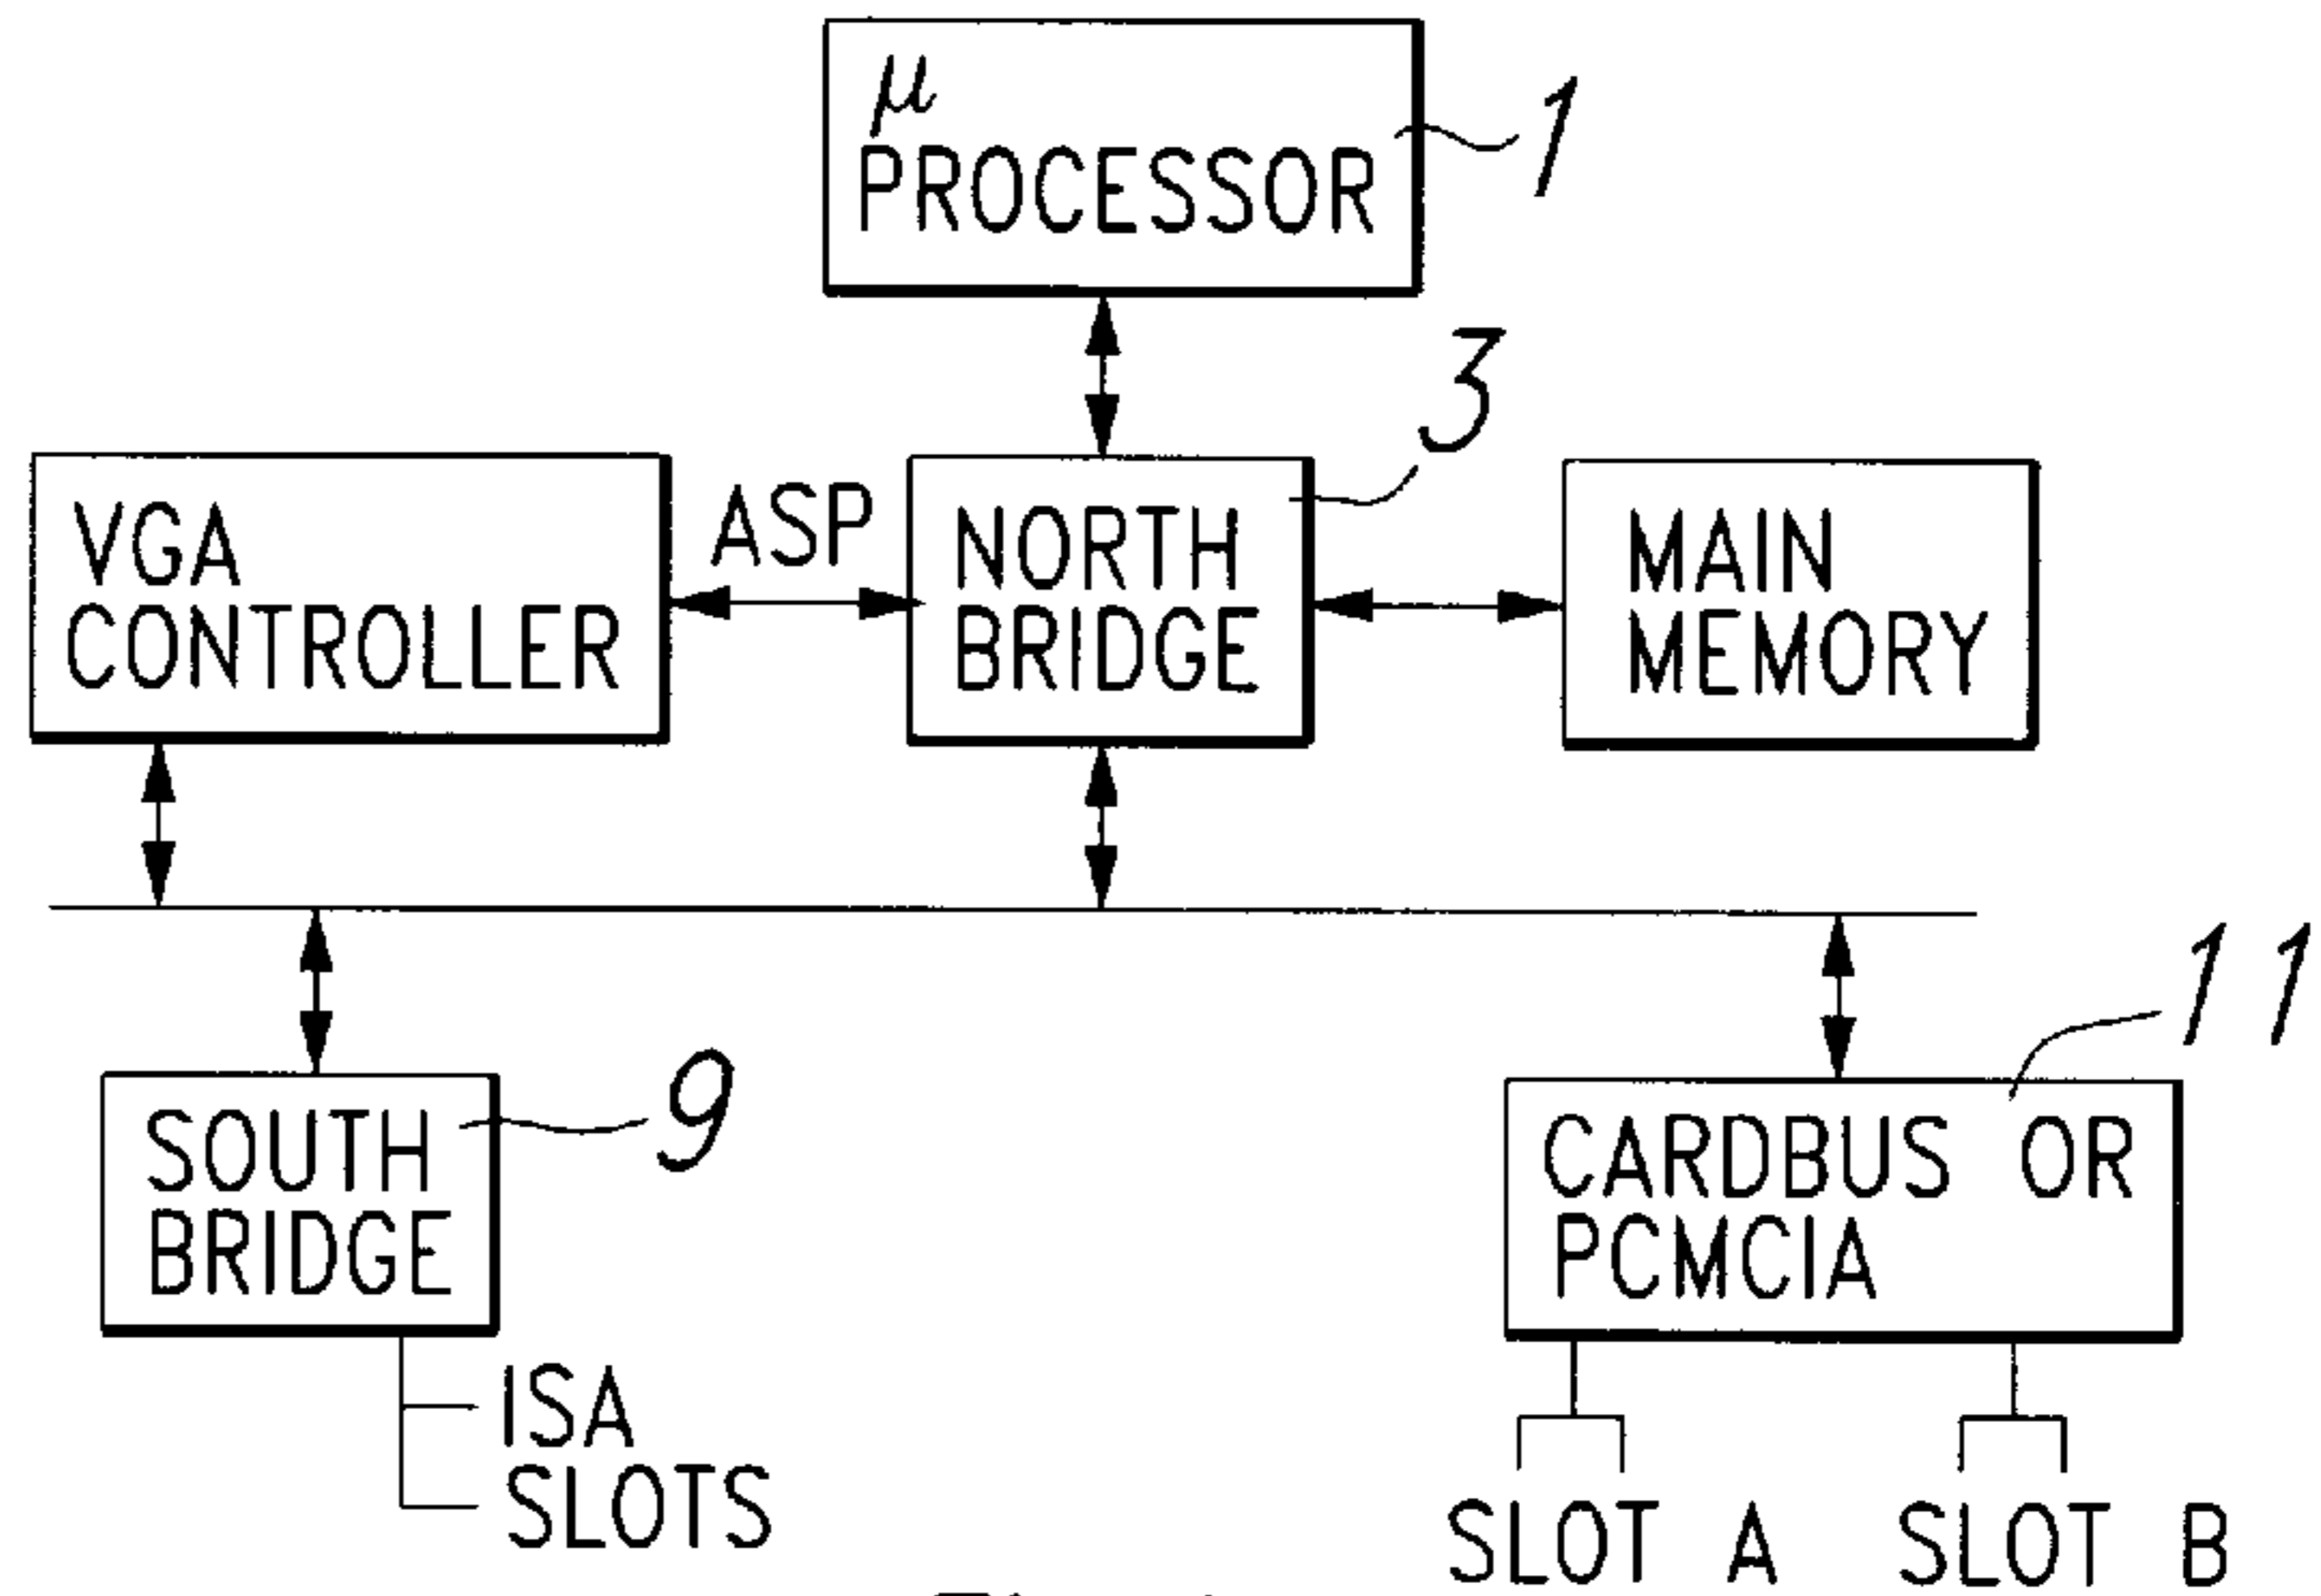 μ
PROCESSOR
1
3
VGA
CONTROLLER
ASP
NORTH
BRIDGE
MAIN
MEMORY
11
9
SOUTH
BRIDGE
CARDBUS OR
PCMCIA
ISA
SLOTS
SLOT A
SLOT B